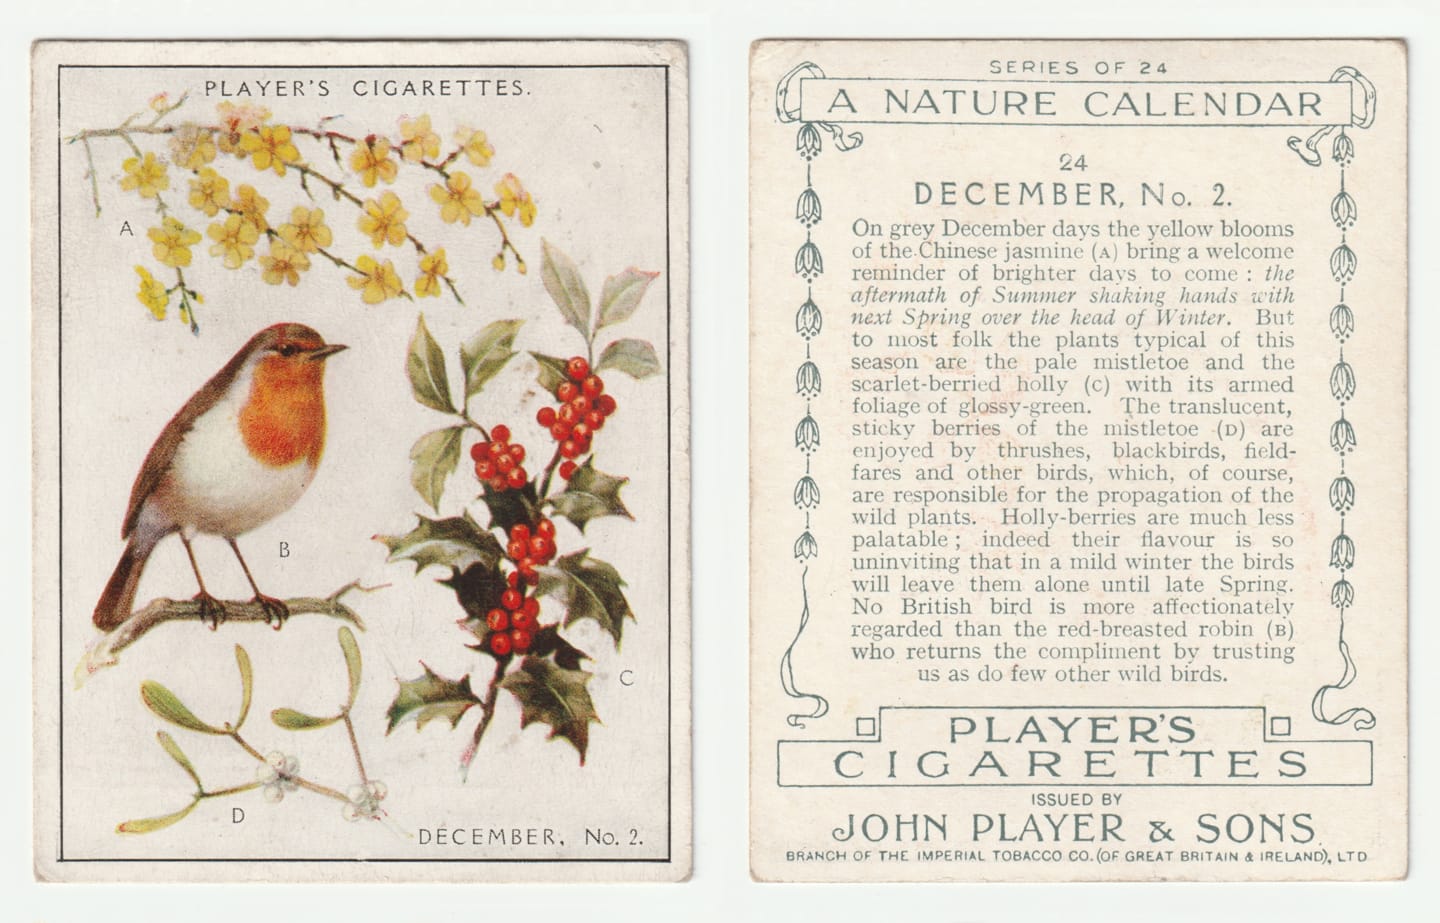 PLAYER'S CIGARETTES.
A
B
C
D
DECEMBER, No. 2.
SERIES OF 24
A NATURE CALENDAR
24
DECEMBER, No. 2.
On grey December days the yellow blooms
of the Chinese jasmine (A) bring a welcome
reminder of brighter days to come : the
aftermath of Summer shaking hands with
next Spring over the head of Winter. But
to most folk the plants typical of this
season are the pale mistletoe and the
scarlet-berried holly (C) with its armed
foliage of glossy-green. The translucent,
sticky berries of the mistletoe (D) are
enjoyed by thrushes, blackbirds, field-
fares and other birds, which, of course,
are responsible for the propagation of the
wild plants. Holly-berries are much less
palatable ; indeed their flavour is so
uninviting that in a mild winter the birds
will leave them alone until late Spring.
No British bird is more affectionately
regarded than the red-breasted robin (B)
who returns the compliment by trusting
us as do few other wild birds.
PLAYER'S
CIGARETTES
ISSUED BY
JOHN PLAYER & SONS
BRANCH OF THE IMPERIAL TOBACCO CO. (OF GREAT BRITAIN & IRELAND), LTD